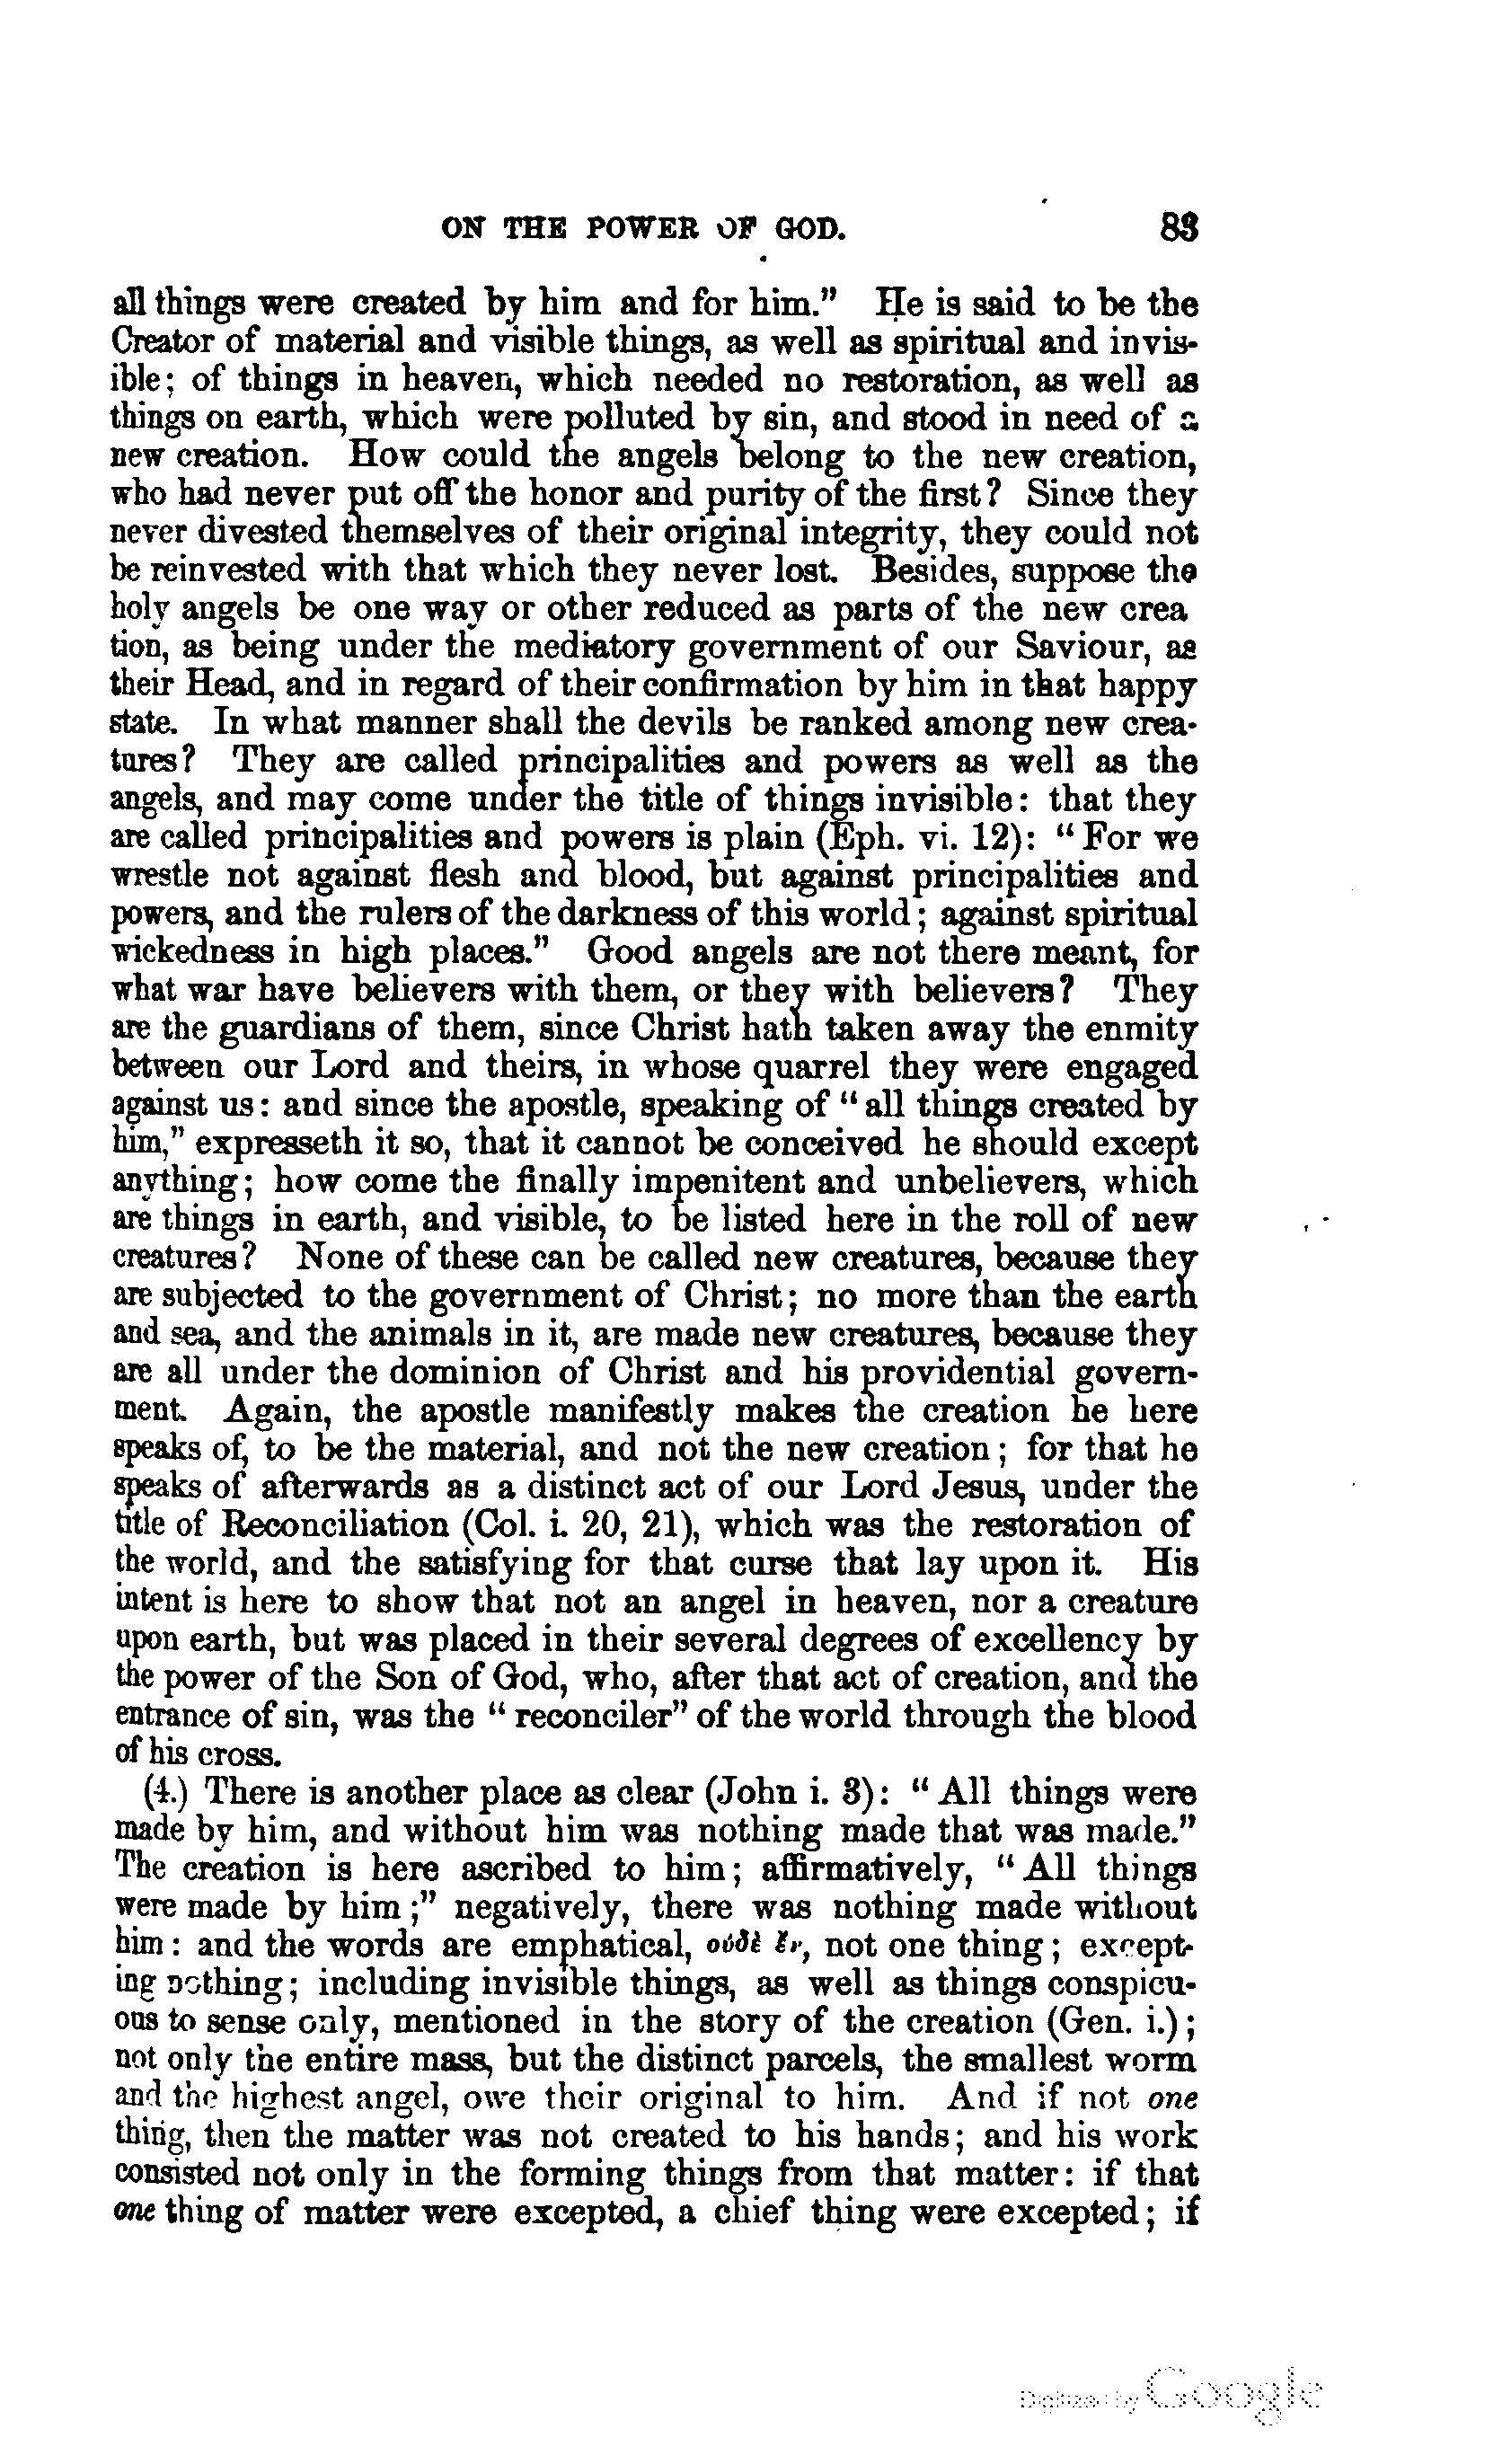 ON THE POWER OF GOD. 83
all things were created by him and for him." He is said to be the
Creator of material and visible things, as well as spiritual and invis-
ible; of things in heaven, which needed no restoration, as well as
things on earth, which were polluted by sin, and stood in need of a
new creation. How could the angels belong to the new creation,
who had never put off the honor and purity of the first? Since they
never divested themselves of their original integrity, they could not
be reinvested with that which they never lost. Besides, suppose the
holy angels be one way or other reduced as parts of the new crea
tion, as being under the mediatory government of our Saviour, as
their Head, and in regard of their confirmation by him in that happy
state. In what manner shall the devils be ranked among new crea-
tures? They are called principalities and powers as well as the
angels, and may come under the title of things invisible: that they
are called principalities and powers is plain (Eph. vi. 12): "For we
wrestle not against flesh and blood, but against principalities and
powers, and the rulers of the darkness of this world; against spiritual
wickedness in high places." Good angels are not there meant, for
what war have believers with them, or they with believers? They
are the guardians of them, since Christ hath taken away the enmity
between our Lord and theirs, in whose quarrel they were engaged
against us: and since the apostle, speaking of "all things created by
him," expresseth it so, that it cannot be conceived he should except
anything; how come the finally impenitent and unbelievers, which
are things in earth, and visible, to be listed here in the roll of new
creatures? None of these can be called new creatures, because they
are subjected to the government of Christ; no more than the earth
and sea, and the animals in it, are made new creatures, because they
are all under the dominion of Christ and his providential govern-
ment. Again, the apostle manifestly makes the creation he here
speaks of, to be the material, and not the new creation; for that he
speaks of afterwards as a distinct act of our Lord Jesus, under the
title of Reconciliation (Col. i. 20, 21), which was the restoration of
the world, and the satisfying for that curse that lay upon it. His
intent is here to show that not an angel in heaven, nor a creature
upon earth, but was placed in their several degrees of excellency by
the power of the Son of God, who, after that act of creation, and the
entrance of sin, was the "reconciler" of the world through the blood
of his cross.
(4.) There is another place as clear (John i. 3): "All things were
made by him, and without him was nothing made that was made."
The creation is here ascribed to him; affirmatively, "All things
were made by him;" negatively, there was nothing made without
him: and the words are emphatical, οὐδὲ ἓν, not one thing; except-
ing nothing; including invisible things, as well as things conspicu-
ous to sense only, mentioned in the story of the creation (Gen. i.);
not only the entire mass, but the distinct parcels, the smallest worm
and the highest angel, owe their original to him. And if not one
thing, then the matter was not created to his hands; and his work
consisted not only in the forming things from that matter: if that
one thing of matter were excepted, a chief thing were excepted; if
Digitized by Google